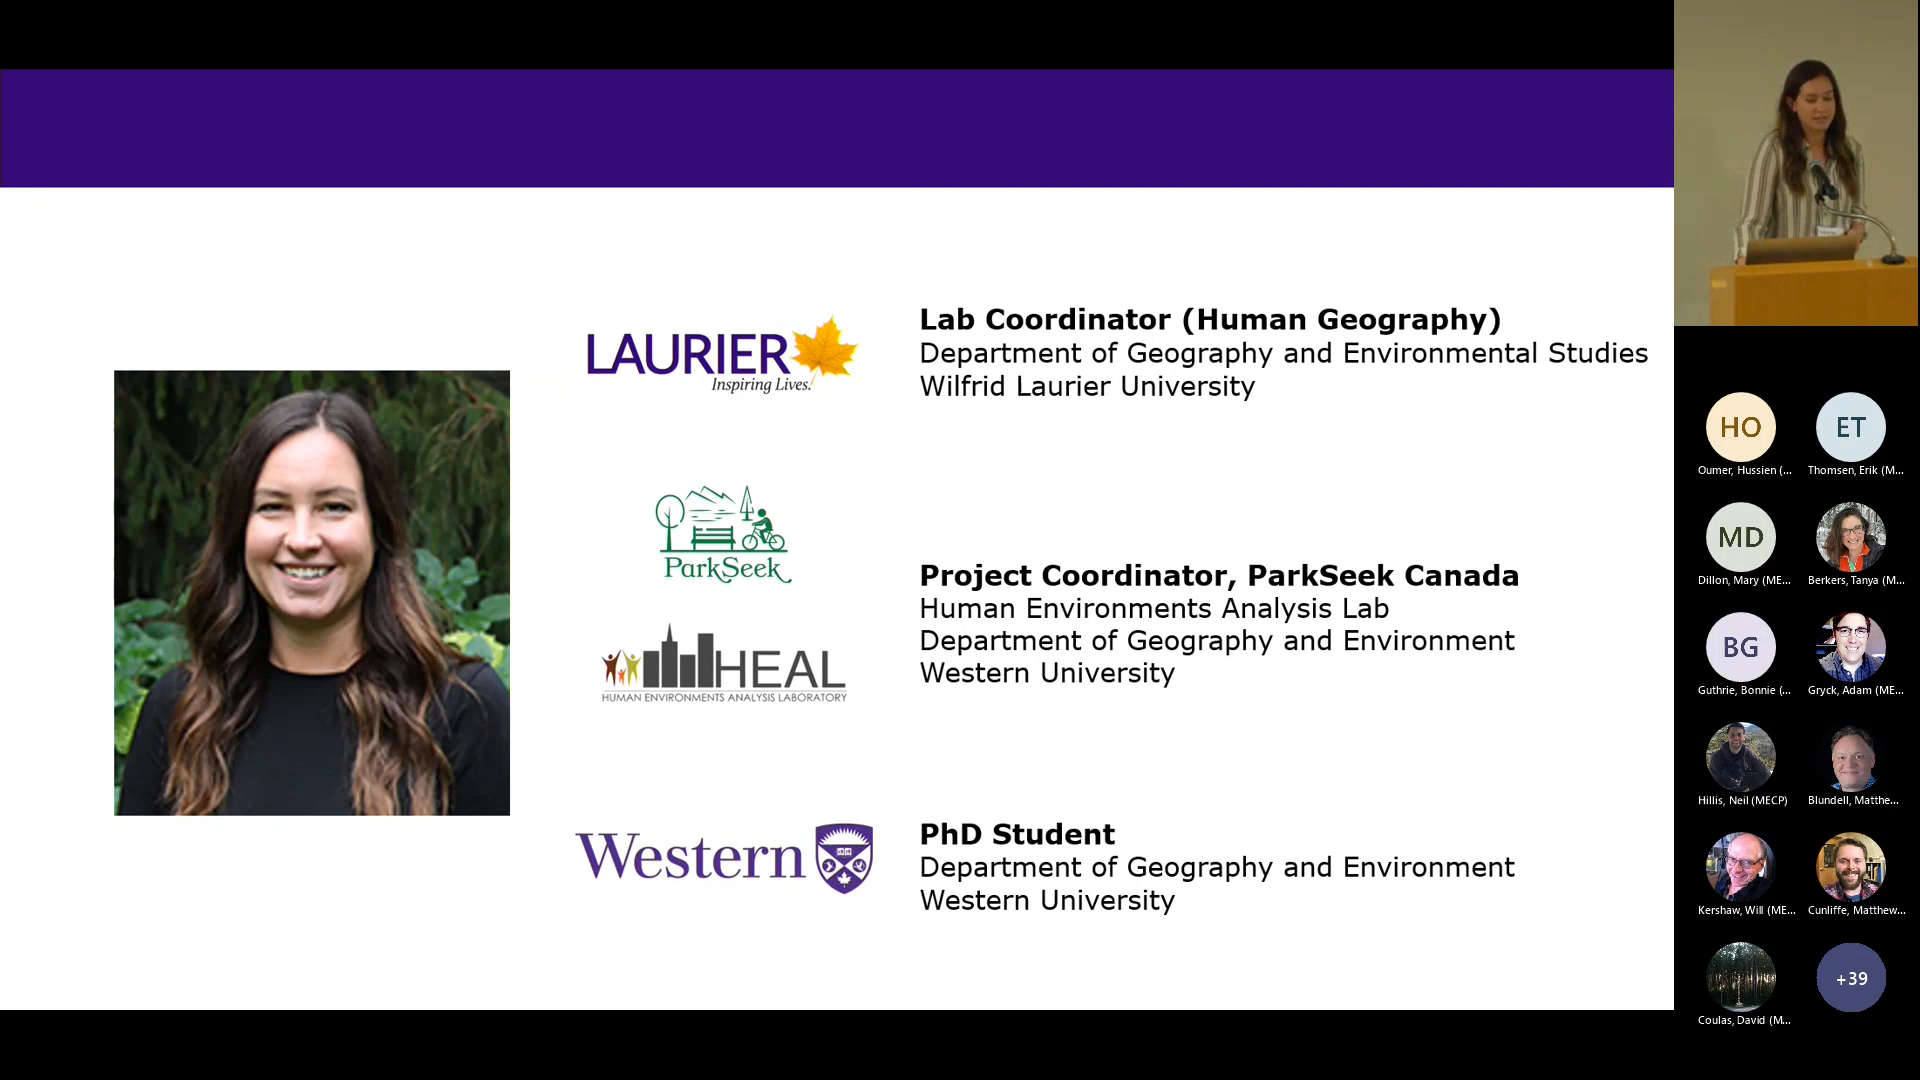 LAURIER
Inspiring Lives.
Lab Coordinator (Human Geography)
Department of Geography and Environmental Studies
Wilfrid Laurier University
ParkSeek
HEAL
HUMAN ENVIRONMENTS ANALYSIS LABORATORY
Project Coordinator, ParkSeek Canada
Human Environments Analysis Lab
Department of Geography and Environment
Western University
Western
PhD Student
Department of Geography and Environment
Western University
HO
Oumer, Hussien (...
ET
Thomsen, Erik (M...
MD
Dillon, Mary (ME...
Berkers, Tanya (M...
BG
Guthrie, Bonnie (...
Gryck, Adam (ME...
Hillis, Neil (MECP)
Blundell, Matthe...
Kershaw, Will (ME...
Cunliffe, Matthew...
Coulas, David (M...
+39